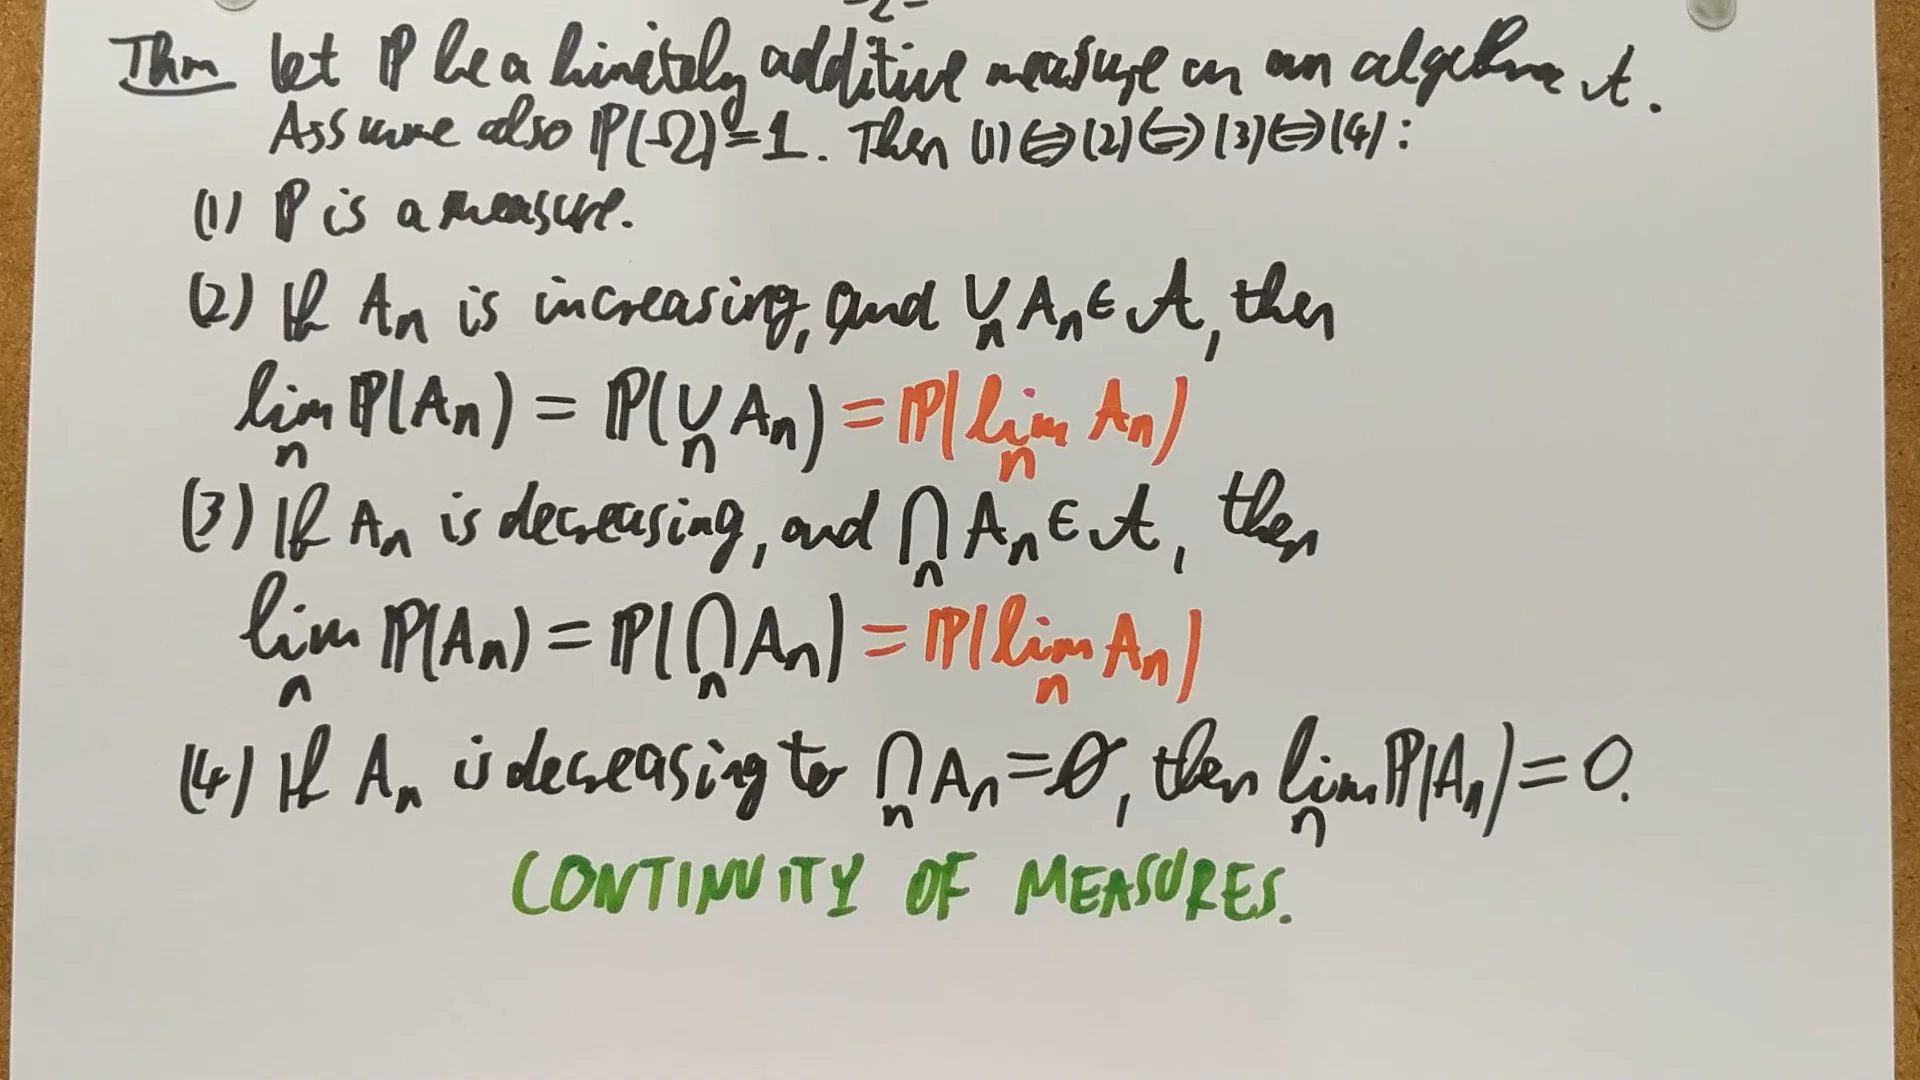 -2-
Thm Let ℙ be a finitely additive measure on an algebra 𝒜.
Assume also ℙ(Ω)=1. Then (1)⇔(2)⇔(3)⇔(4):
(1) ℙ is a measure.
(2) If Aₙ is increasing, and ∪ₙ Aₙ ∈ 𝒜, then
limₙ ℙ(Aₙ) = ℙ(∪ₙ Aₙ) = ℙ(limₙ Aₙ)
(3) If Aₙ is decreasing, and ∩ₙ Aₙ ∈ 𝒜, then
limₙ ℙ(Aₙ) = ℙ(∩ₙ Aₙ) = ℙ(limₙ Aₙ)
(4) If Aₙ is decreasing to ∩ₙ Aₙ = ∅, then limₙ ℙ(Aₙ) = 0.
CONTINUITY OF MEASURES.